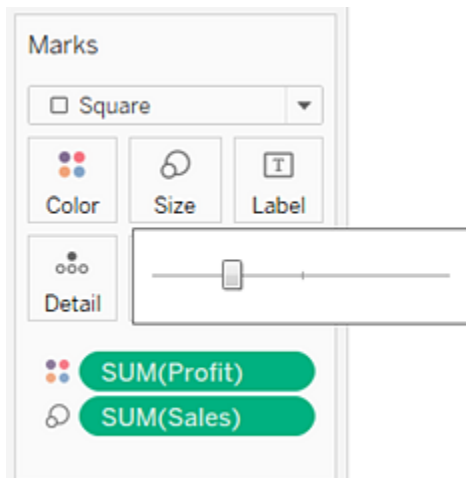 Marks
Square
Color Size Label
T
Detail
SUM(Profit)
SUM(Sales)